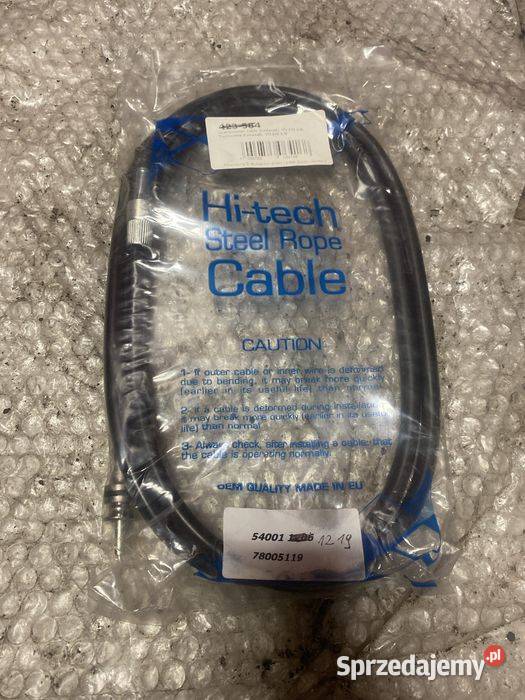 423-584
Hi-tech
Steel Rope
Cable
CAUTION
1- If outer cable or inner wire is deformed
due to bending, it may break more quickly
(earlier in its useful life) than normal.
2- If a cable is deformed during installation,
it may break more quickly (earlier in its useful
life) than normal
3- Always check, after installing a cable, that
the cable is operating normally.
OEM QUALITY MADE IN EU
54001 1219
78005119
Sprzedajemy.pl